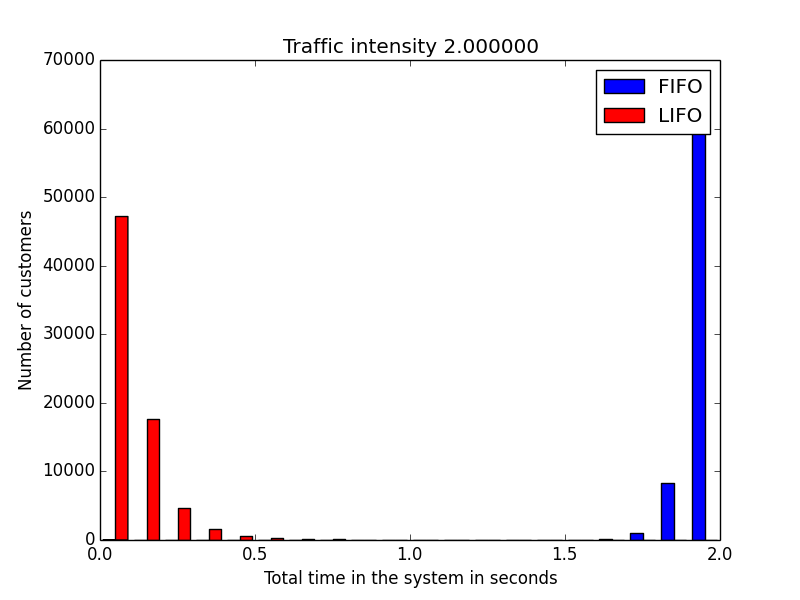 Traffic intensity 2.000000
FIFO
LIFO
70000
60000
50000
40000
30000
20000
10000
0
Number of customers
0.0 0.5 1.0 1.5 2.0
Total time in the system in seconds